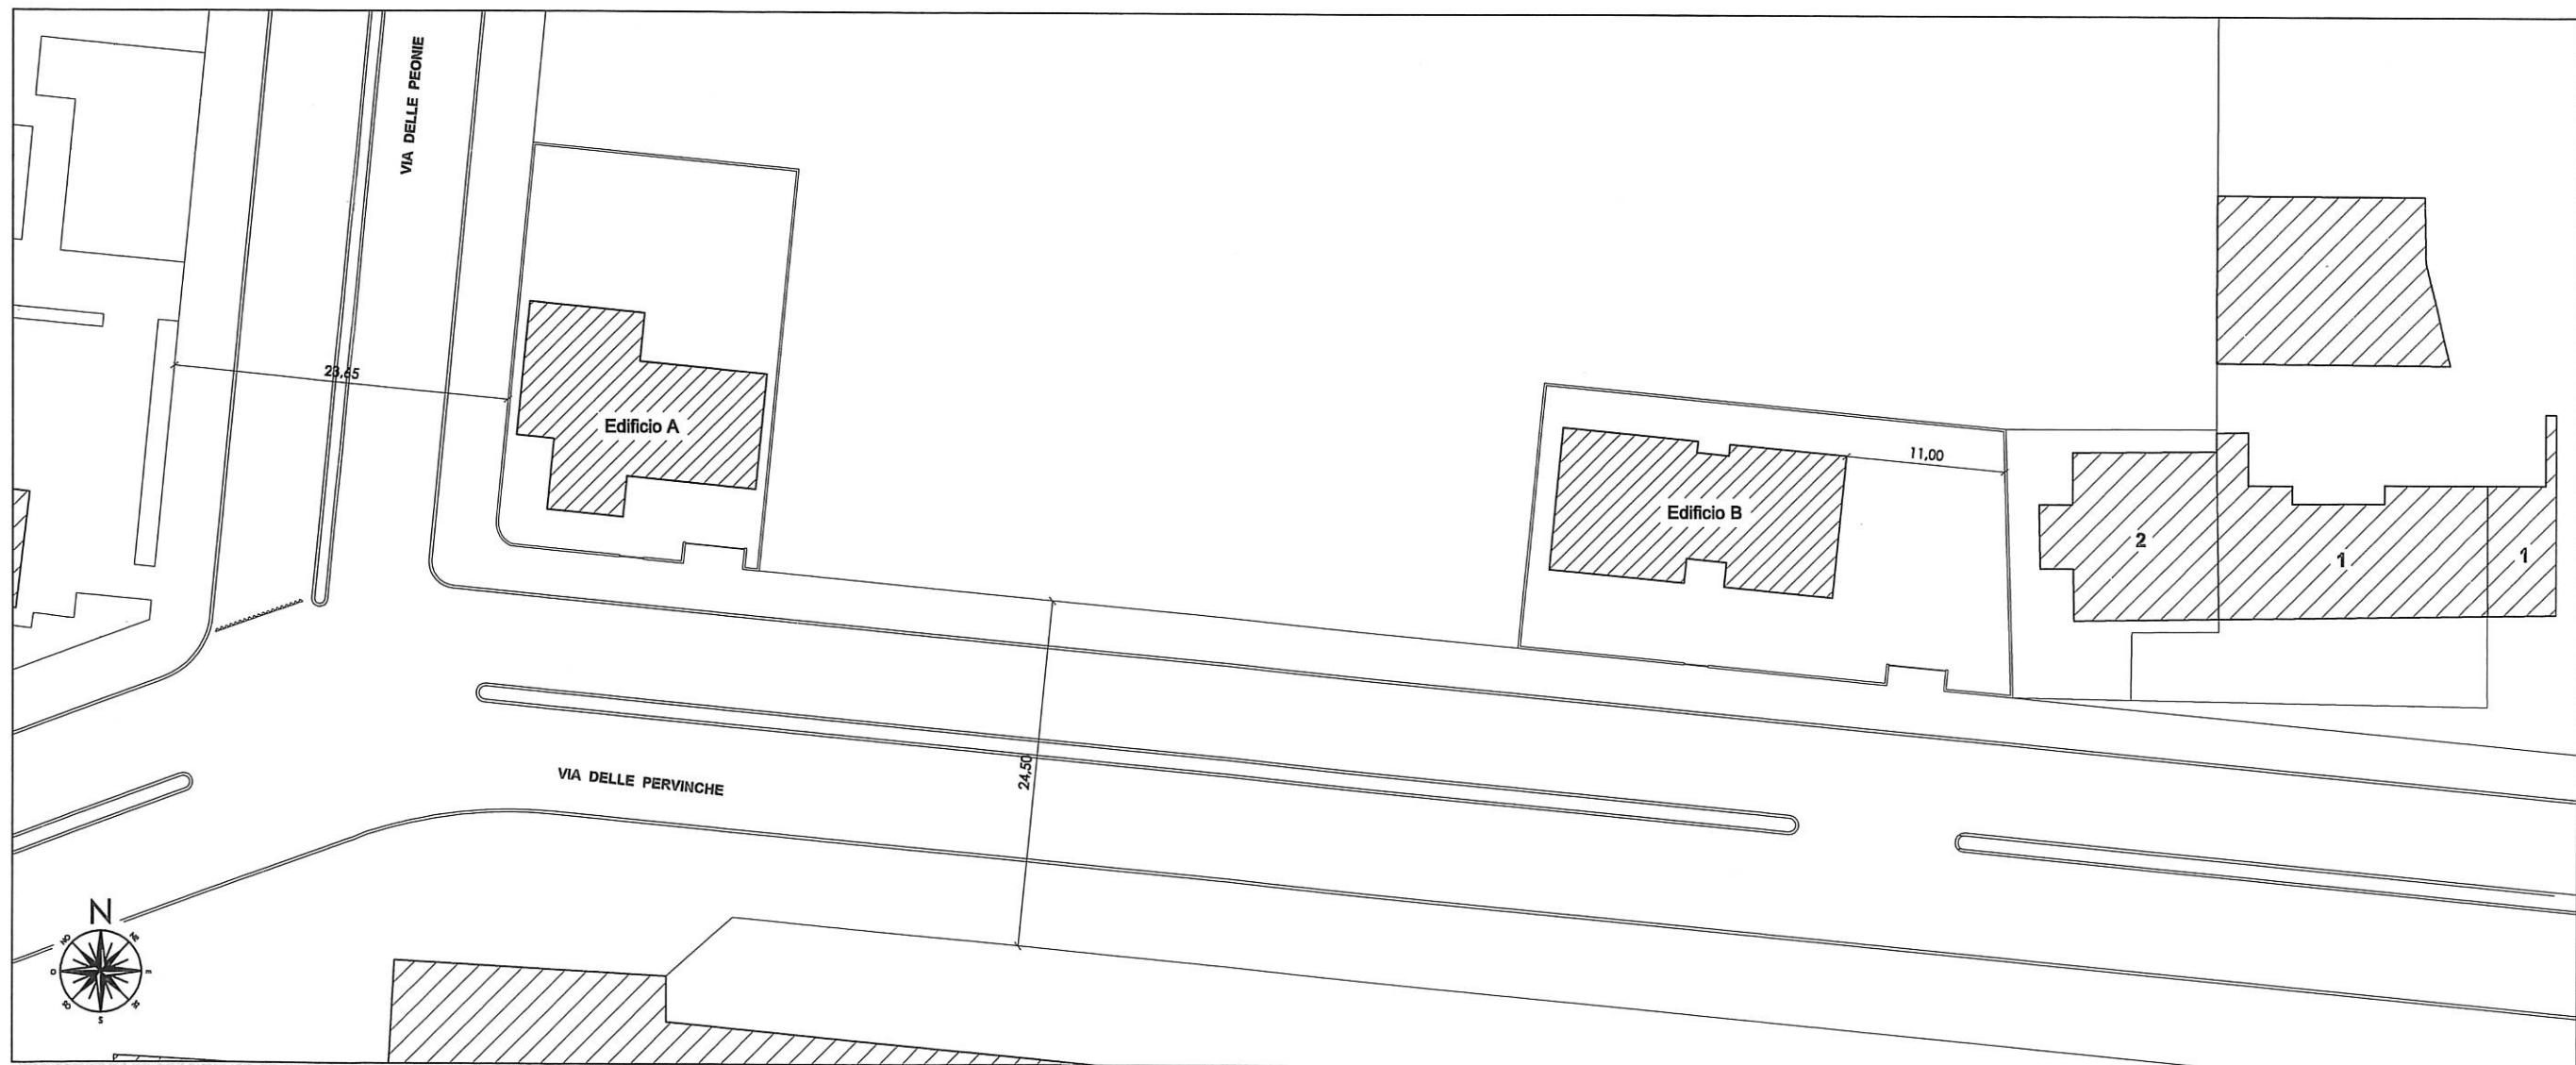 VIA DELLE PEONIE
23,65
Edificio A
11,00
Edificio B
2
1
1
24,50
VIA DELLE PERVINCHE
N
O
S